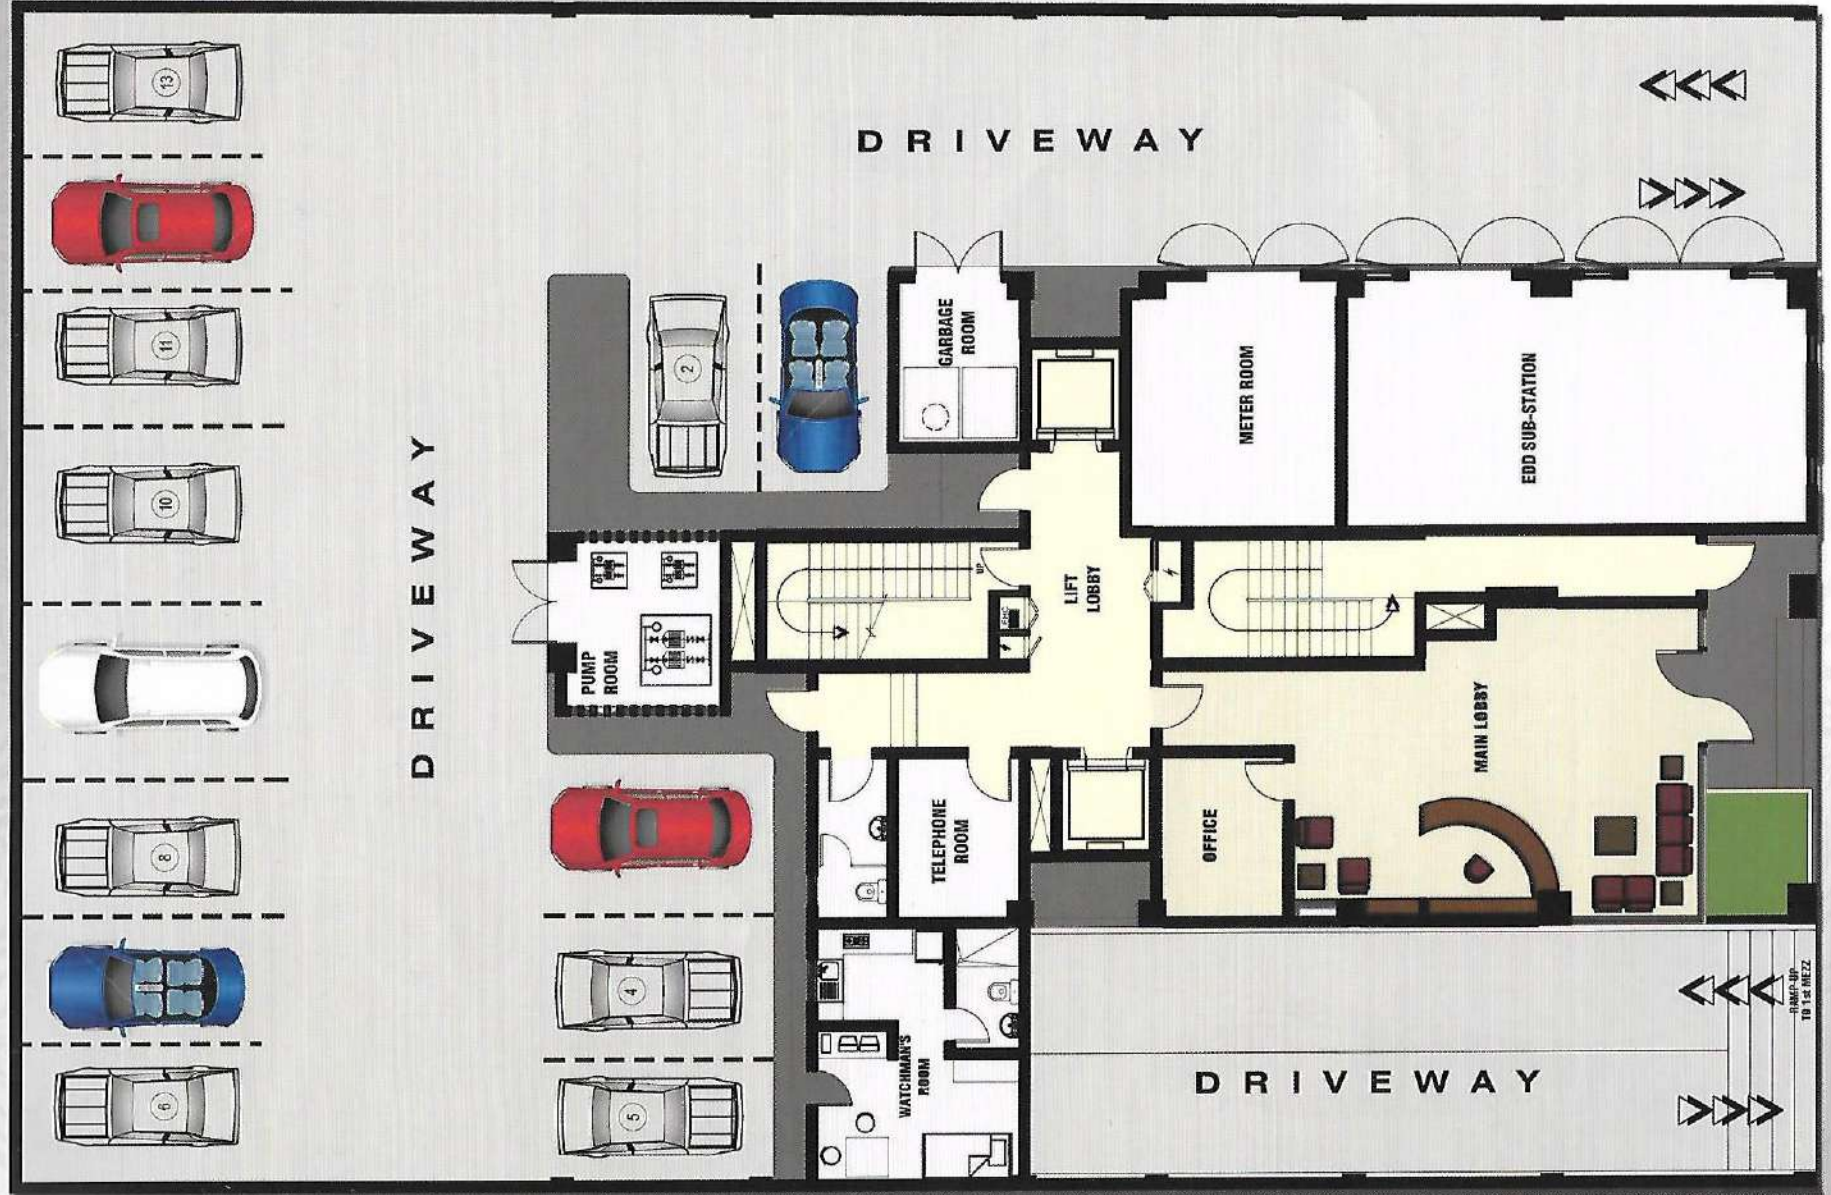 DRIVEWAY
13
11
10
8
6
DRIVEWAY
2
GARBAGE
ROOM
METER ROOM
EDD SUB-STATION
PUMP
ROOM
UP
LIFT
LOBBY
MAIN LOBBY
TELEPHONE
ROOM
OFFICE
4
5
WATCHMAN'S
ROOM
DRIVEWAY
RAMP-UP
TO 1st MEZZ